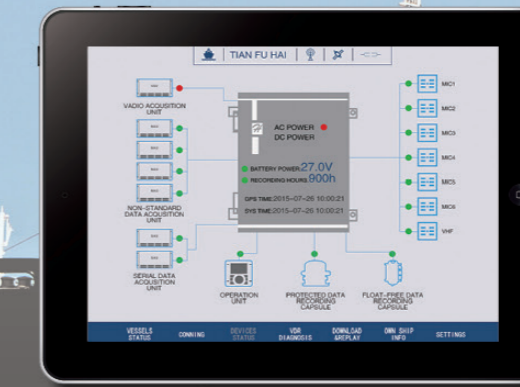 TIAN FU HAI
VADIO ACQUSITION
UNIT
NON-STANDARD
DATA ACQUSITION
UNIT
SERIAL DATA
ACQUSITION
UNIT
AC POWER
DC POWER
BATTERY POWER:27.0V
RECORDING HOURS:900h
GPS TIME:2015-07-26 10:00:21
SYS TIME:2015-07-26 10:00:21
MIC1
MIC2
MIC3
MIC4
MIC5
MIC6
VHF
OPERATION
UNIT
PROTECTED DATA
RECORDING
CAPSULE
FLOAT-FREE DATA
RECORDING
CAPSULE
VESSELS
STATUS
CONNING
DEVICES
STATUS
VDR
DIAGNOSIS
DOWNLOAD
&REPLAY
OWN SHIP
INFO
SETTINGS